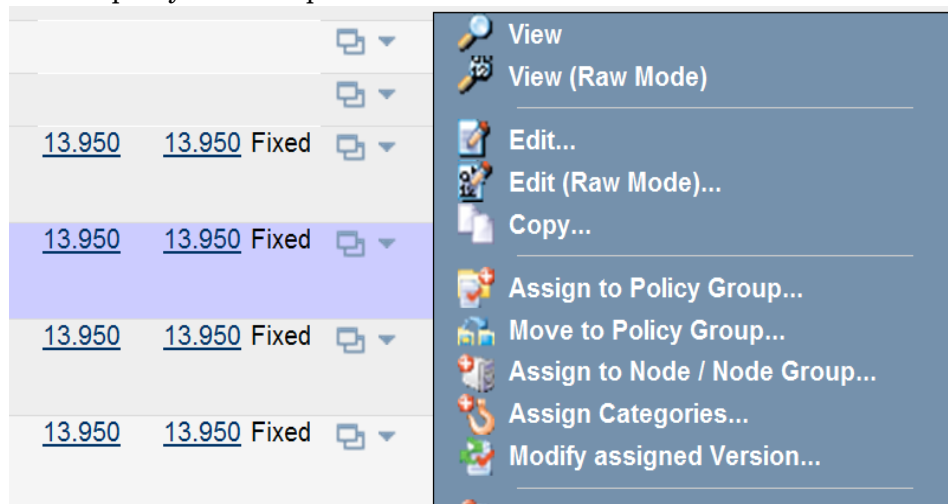 View
View (Raw Mode)
13.950 13.950 Fixed Edit...
Edit (Raw Mode)...
Copy...
13.950 13.950 Fixed
Assign to Policy Group...
13.950 13.950 Fixed Move to Policy Group...
Assign to Node / Node Group...
Assign Categories...
13.950 13.950 Fixed
Modify assigned Version...